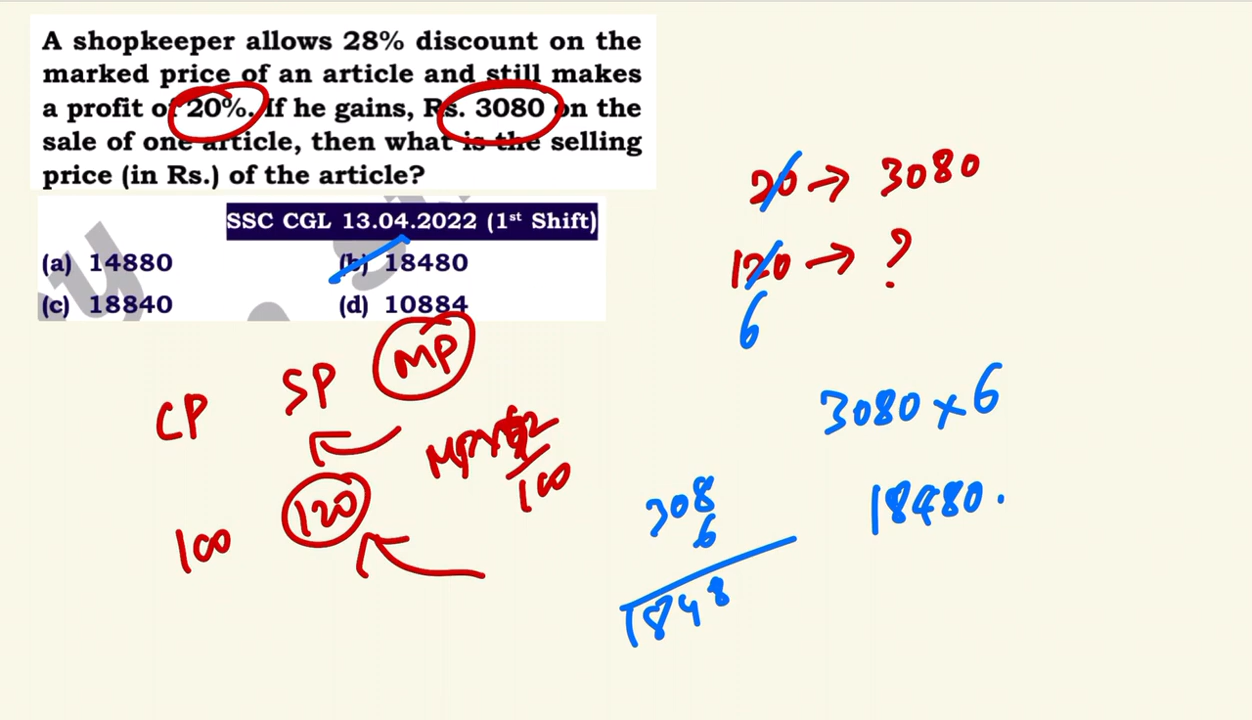 A shopkeeper allows 28% discount on the
marked price of an article and still makes
a profit of 20%. If he gains, Rs. 3080 on the
sale of one article, then what is the selling
price (in Rs.) of the article?
SSC CGL 13.04.2022 (1st Shift)
(a) 14880 (b) 18480
(c) 18840 (d) 10884
20 → 3080
120 → ?
6
CP SP MP
MP×
100
100 120
3080 × 6
18480.
308
6
1848